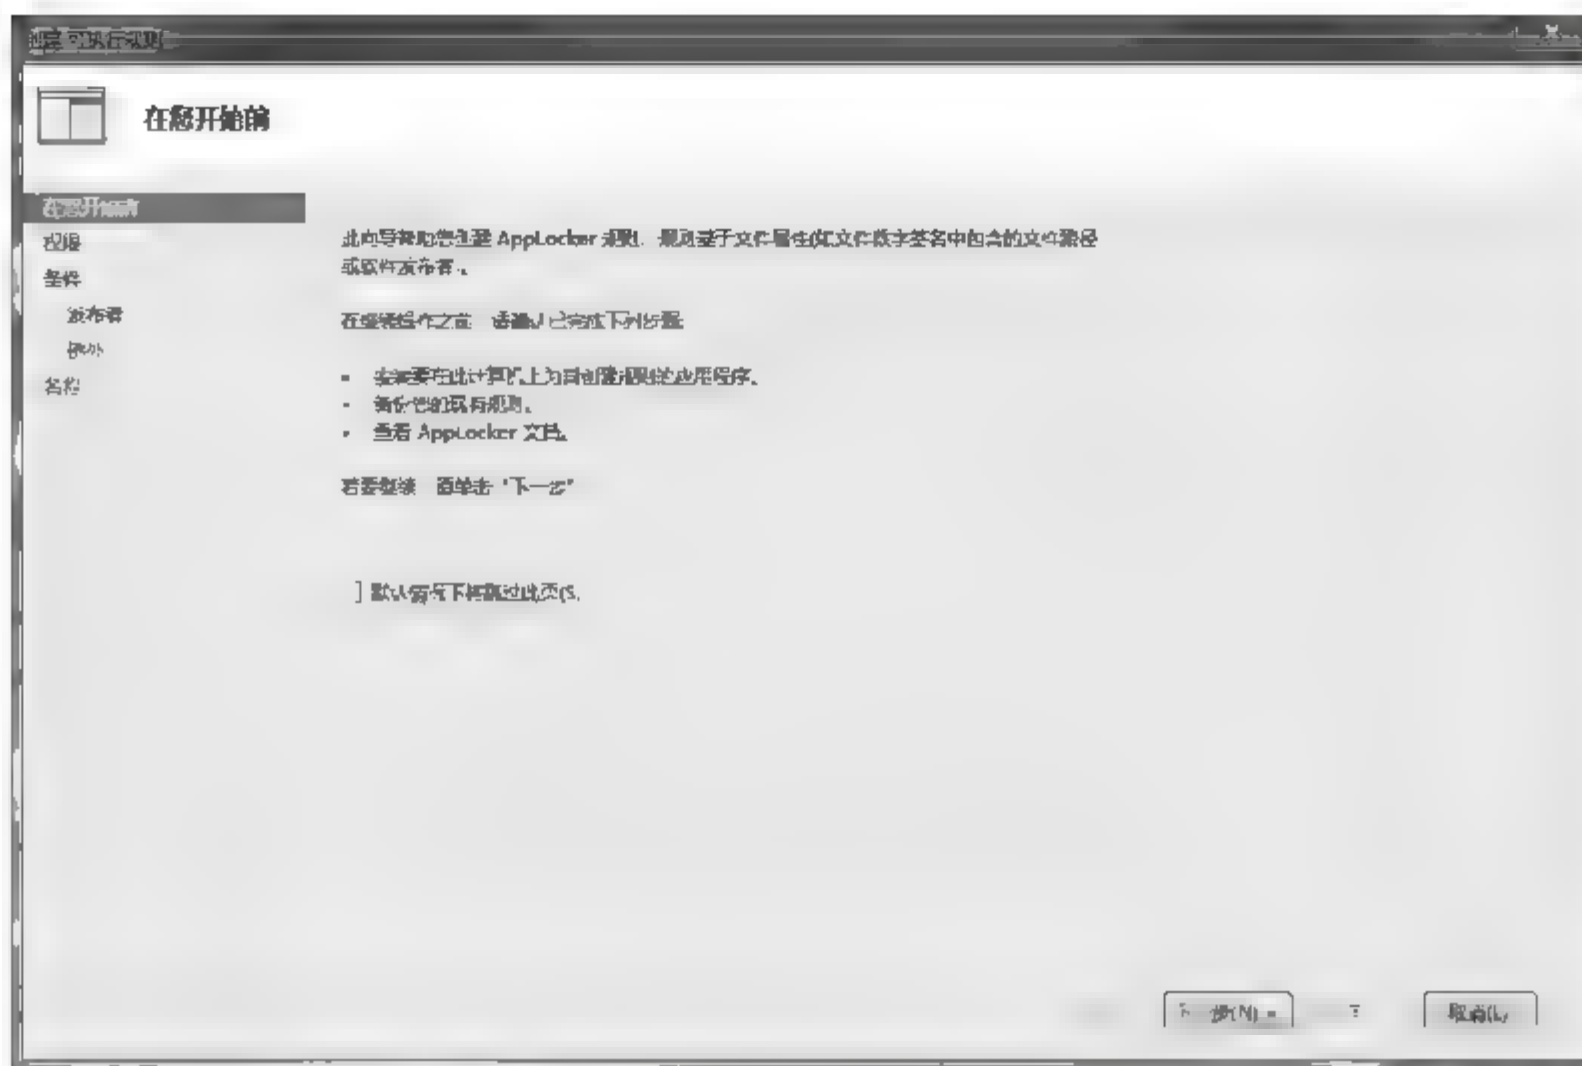 创建 可执行规则
在您开始前
在您开始前
权限
条件
发布者
例外
名称
此向导帮助您创建 AppLocker 规则。规则基于文件属性(如文件数字签名中包含的文件路径
或软件发布者)。
在继续操作之前，请确认已完成下列步骤:
安装要在此计算机上为其创建规则的应用程序。
备份您的现有规则。
查看 AppLocker 文档。
若要继续，请单击“下一步”
默认情况下将跳过此页(S)
下一步(N)
取消(C)